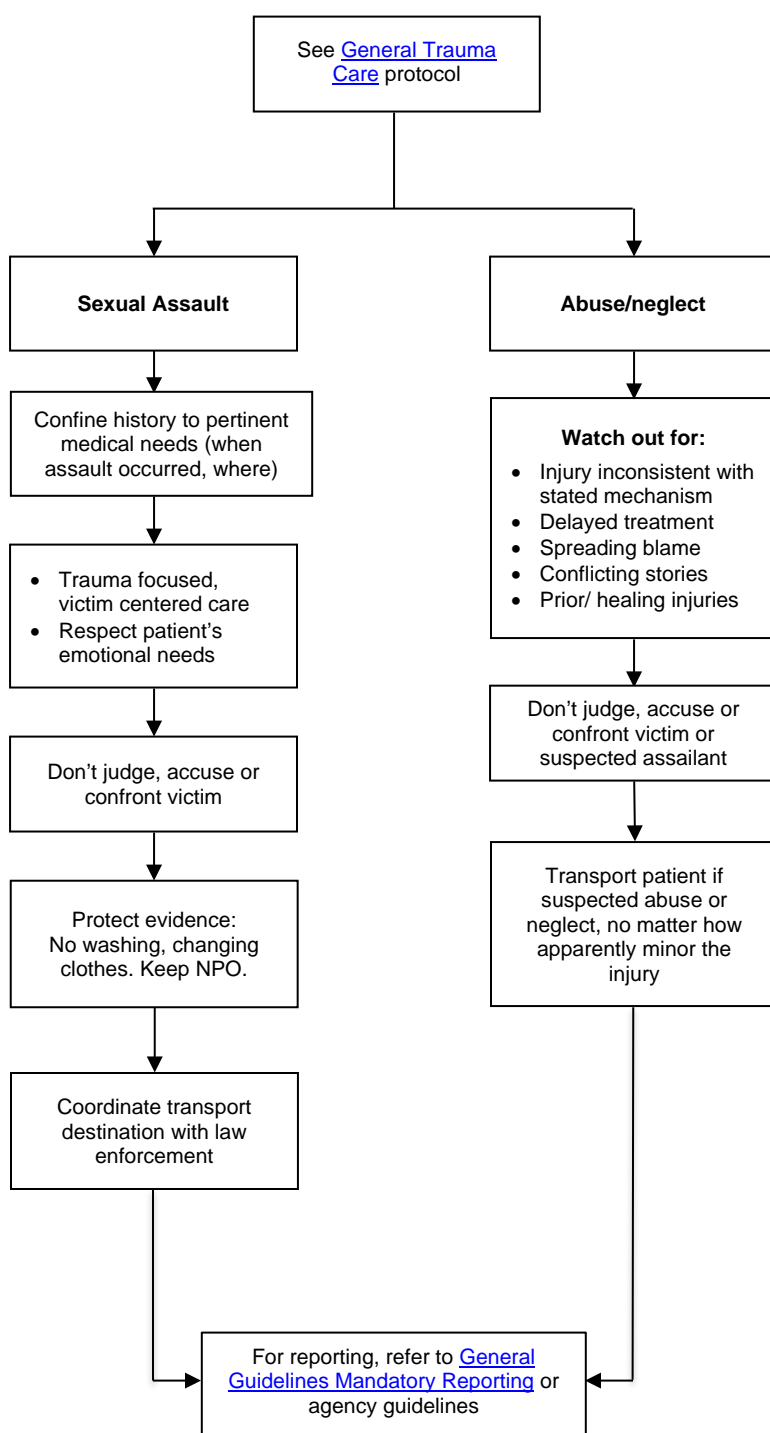 See General Trauma
Care protocol
Sexual Assault
Confine history to pertinent
medical needs (when
assault occurred, where)
• Trauma focused,
victim centered care
• Respect patient's
emotional needs
Don't judge, accuse or
confront victim
Protect evidence:
No washing, changing
clothes. Keep NPO.
Coordinate transport
destination with law
enforcement
Abuse/neglect
Watch out for:
• Injury inconsistent with
stated mechanism
• Delayed treatment
• Spreading blame
• Conflicting stories
• Prior/ healing injuries
Don't judge, accuse or
confront victim or
suspected assailant
Transport patient if
suspected abuse or
neglect, no matter how
apparently minor the
injury
For reporting, refer to General
Guidelines Mandatory Reporting or
agency guidelines